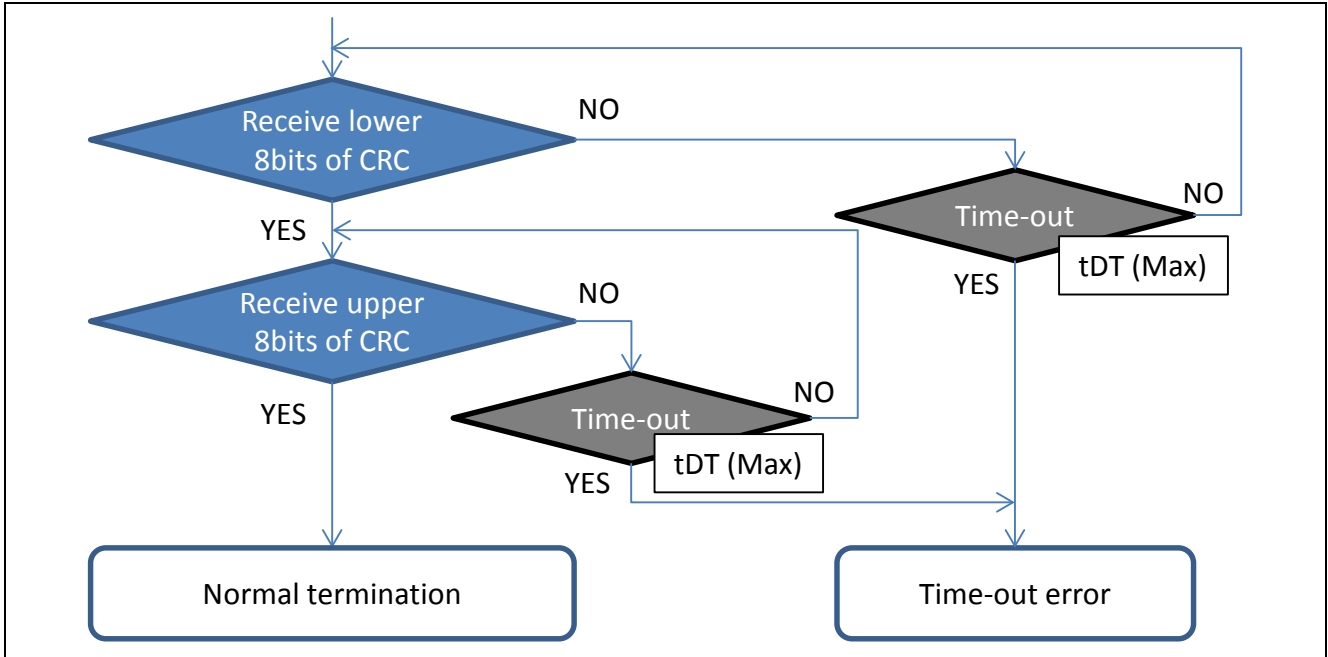 Receive lower
8bits of CRC
NO
Time-out
NO
tDT (Max)
YES
YES
Receive upper
8bits of CRC
NO
Time-out
NO
tDT (Max)
YES
YES
Normal termination
Time-out error